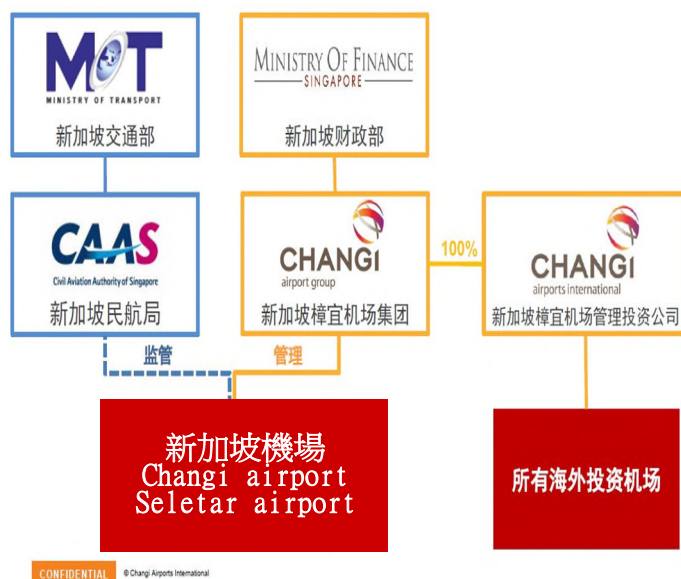 MOT
MINISTRY OF TRANSPORT
新加坡交通部
MINISTRY OF FINANCE
SINGAPORE
新加坡财政部
CAAS
Civil Aviation Authority of Singapore
新加坡民航局
CHANGI
airport group
新加坡樟宜机场集团
100%
CHANGI
airports international
新加坡樟宜机场管理投资公司
监管
管理
新加坡機場
Changi airport
Seletar airport
所有海外投资机场
CONFIDENTIAL
© Changi Airports International